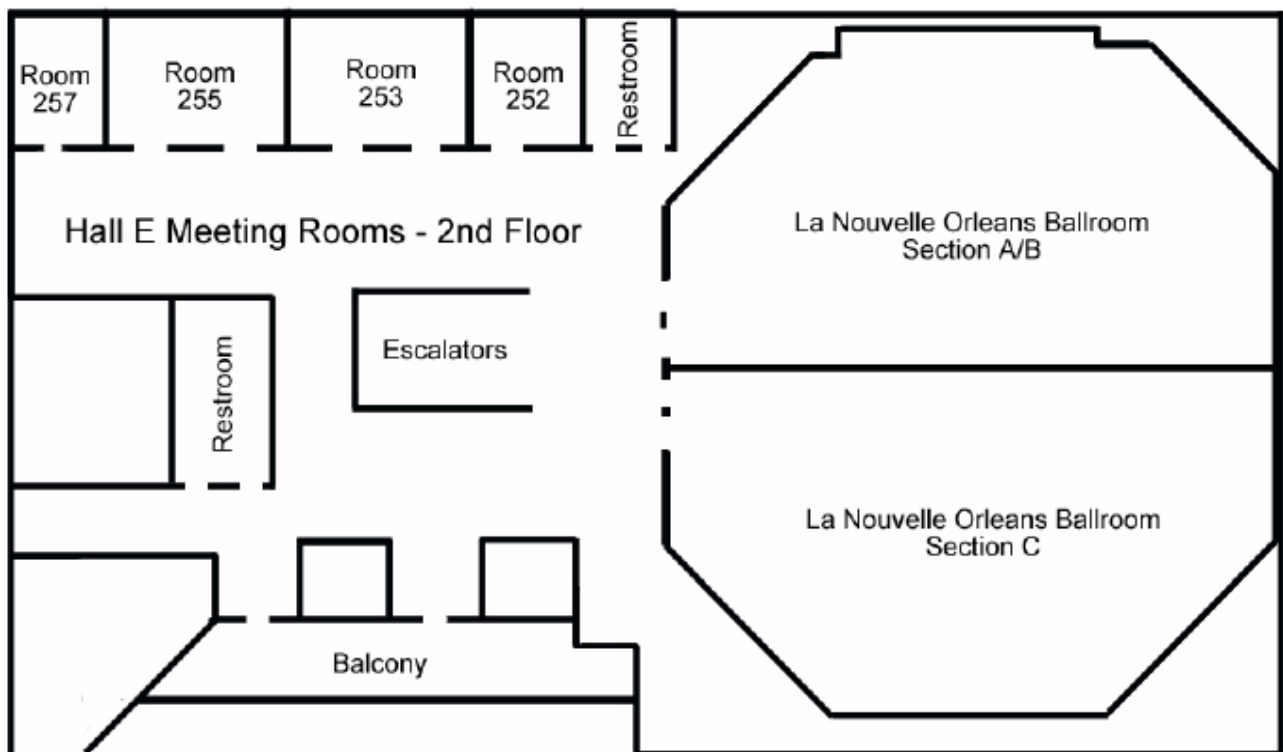 Room
257
Room
255
Room
253
Room
252
Restroom
Hall E Meeting Rooms - 2nd Floor
La Nouvelle Orleans Ballroom
Section A/B
Escalators
Restroom
La Nouvelle Orleans Ballroom
Section C
Balcony